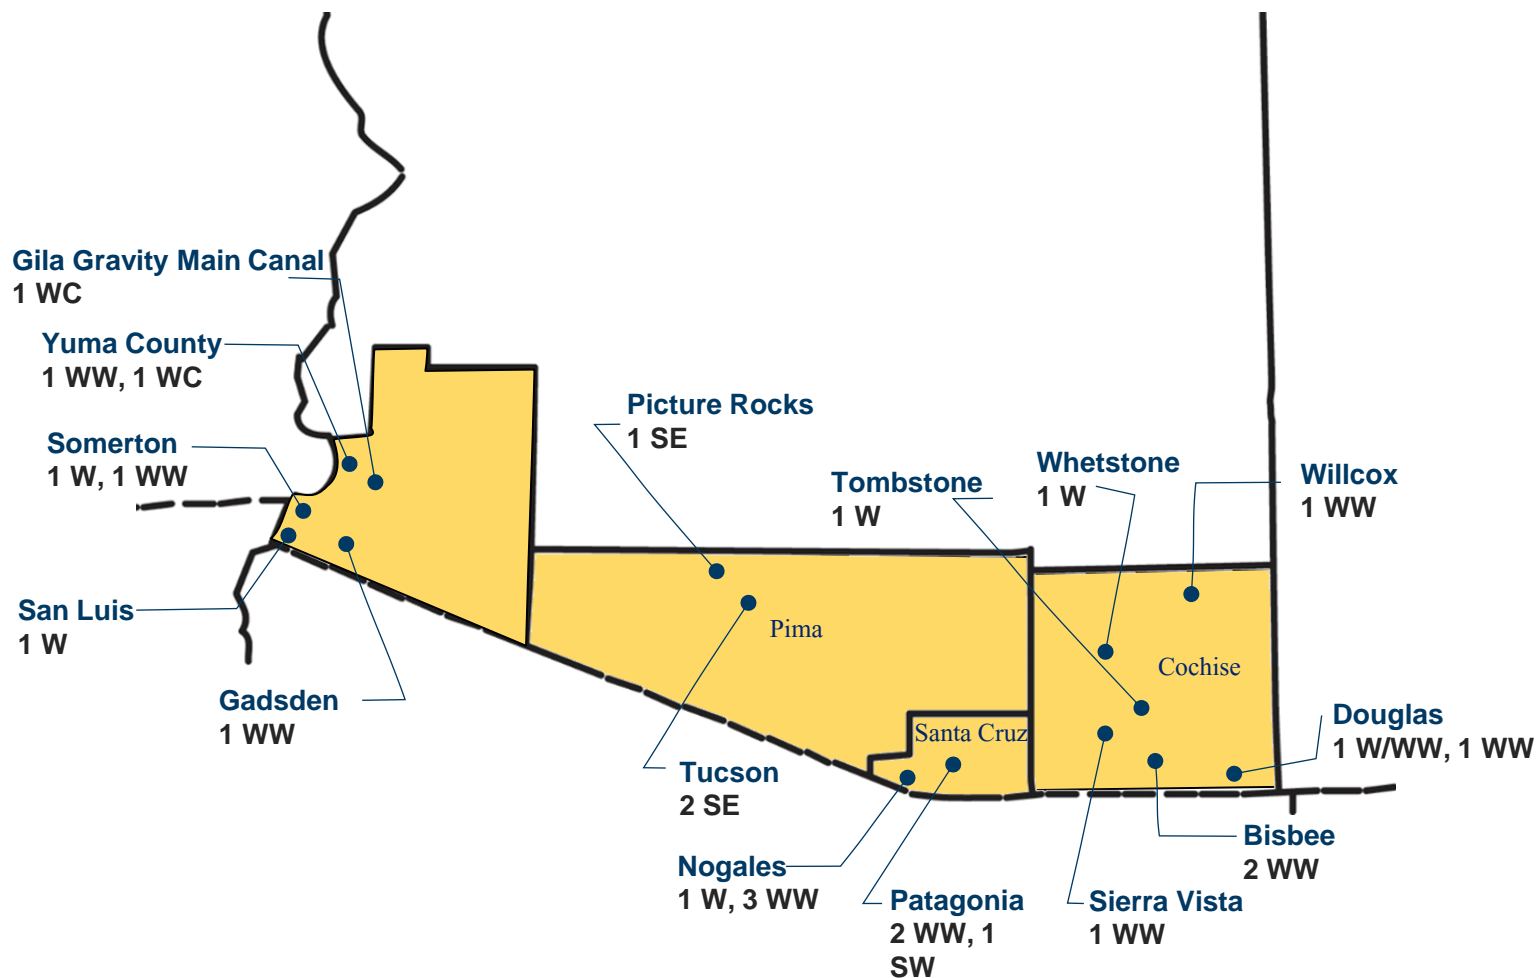 Gila Gravity Main Canal
1 WC
Yuma County
1 WW, 1 WC
Somerton
1 W, 1 WW
San Luis
1 W
Gadsden
1 WW
Picture Rocks
1 SE
Tucson
2 SE
Pima
Tombstone
1 W
Whetstone
1 W
Willcox
1 WW
Cochise
Santa Cruz
Douglas
1 W/WW, 1 WW
Bisbee
2 WW
Nogales
1 W, 3 WW
Patagonia
2 WW, 1
SW
Sierra Vista
1 WW